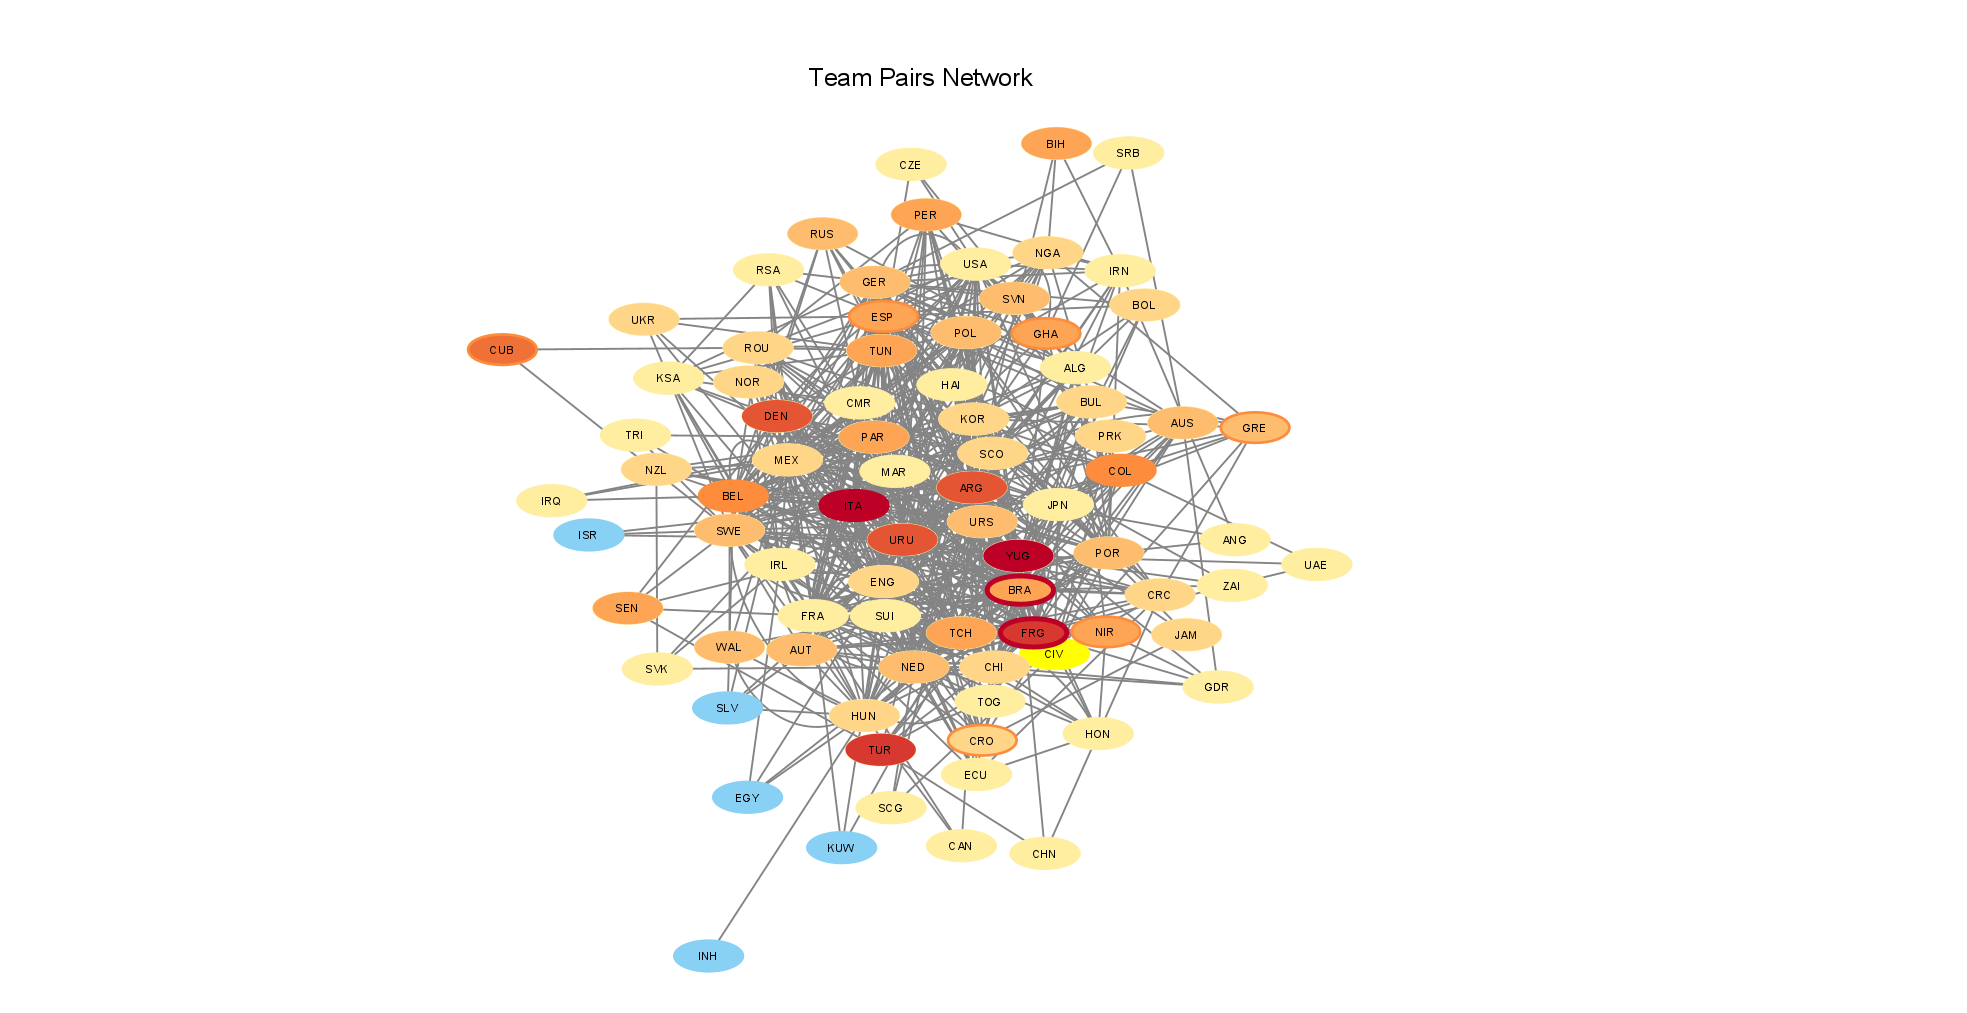 Team Pairs Network
BIH
SRB
CZE
PER
RUS
NGA
USA
RSA
IRN
GER
SVN
BOL
ESP
UKR
POL
GHA
CUB
ROU
TUN
ALG
KSA
NOR
HAI
CMR
BUL
DEN
KOR
AUS
GRE
TRI
PAR
PRK
SCO
MEX
NZL
MAR
COL
ARG
BEL
IRQ
ITA
JPN
URS
SWE
ISR
URU
ANG
POR
YUG
IRL
UAE
ENG
ZAI
BRA
CRC
SEN
FRA
SUI
TCH
FRG
NIR
JAM
WAL
AUT
CIV
SVK
NED
CHI
GDR
TOG
SLV
HUN
HON
CRO
TUR
ECU
EGY
SCG
CAN
KUW
CHN
INH